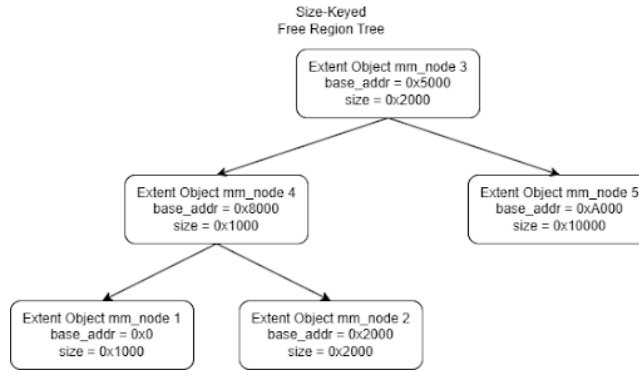 Size-Keyed
Free Region Tree
Extent Object mm_node 3
base_addr = 0x5000
size = 0x2000
Extent Object mm_node 4
base_addr = 0x8000
size = 0x1000
Extent Object mm_node 5
base_addr = 0xA000
size = 0x10000
Extent Object mm_node 1
base_addr = 0x0
size = 0x1000
Extent Object mm_node 2
base_addr = 0x2000
size = 0x2000